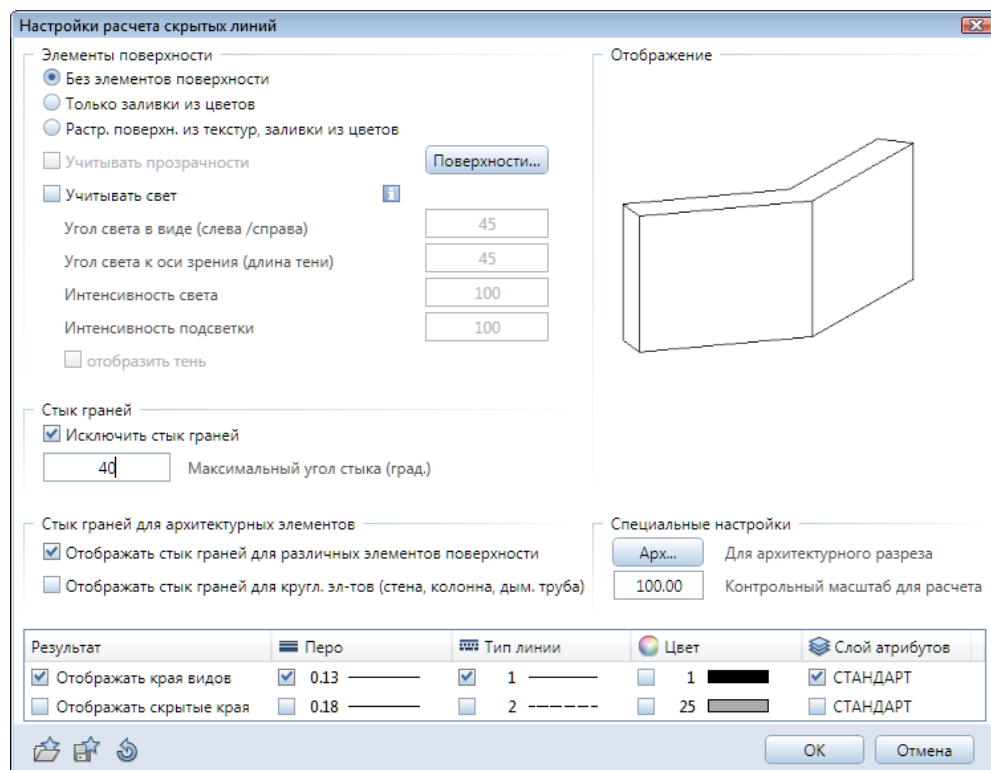 Настройки расчета скрытых линий
Элементы поверхности
Без элементов поверхности
Только заливки из цветов
Растр. поверхн. из текстур, заливки из цветов
Учитывать прозрачности
Поверхности...
Учитывать свет
Угол света в виде (слева /справа)
45
Угол света к оси зрения (длина тени)
45
Интенсивность света
100
Интенсивность подсветки
100
отобразить тень
Отображение
Стык граней
Исключить стык граней
40
Максимальный угол стыка (град.)
Стык граней для архитектурных элементов
Отображать стык граней для различных элементов поверхности
Отображать стык граней для кругл. эл-тов (стена, колонна, дым. труба)
Специальные настройки
Арх...
Для архитектурного разреза
100.00
Контрольный масштаб для расчета
Результат Перо Тип линии Цвет Слой атрибутов
Отображать края видов 0.13 1 1 СТАНДАРТ
Отображать скрытые края 0.18 2 25 СТАНДАРТ
ОК Отмена